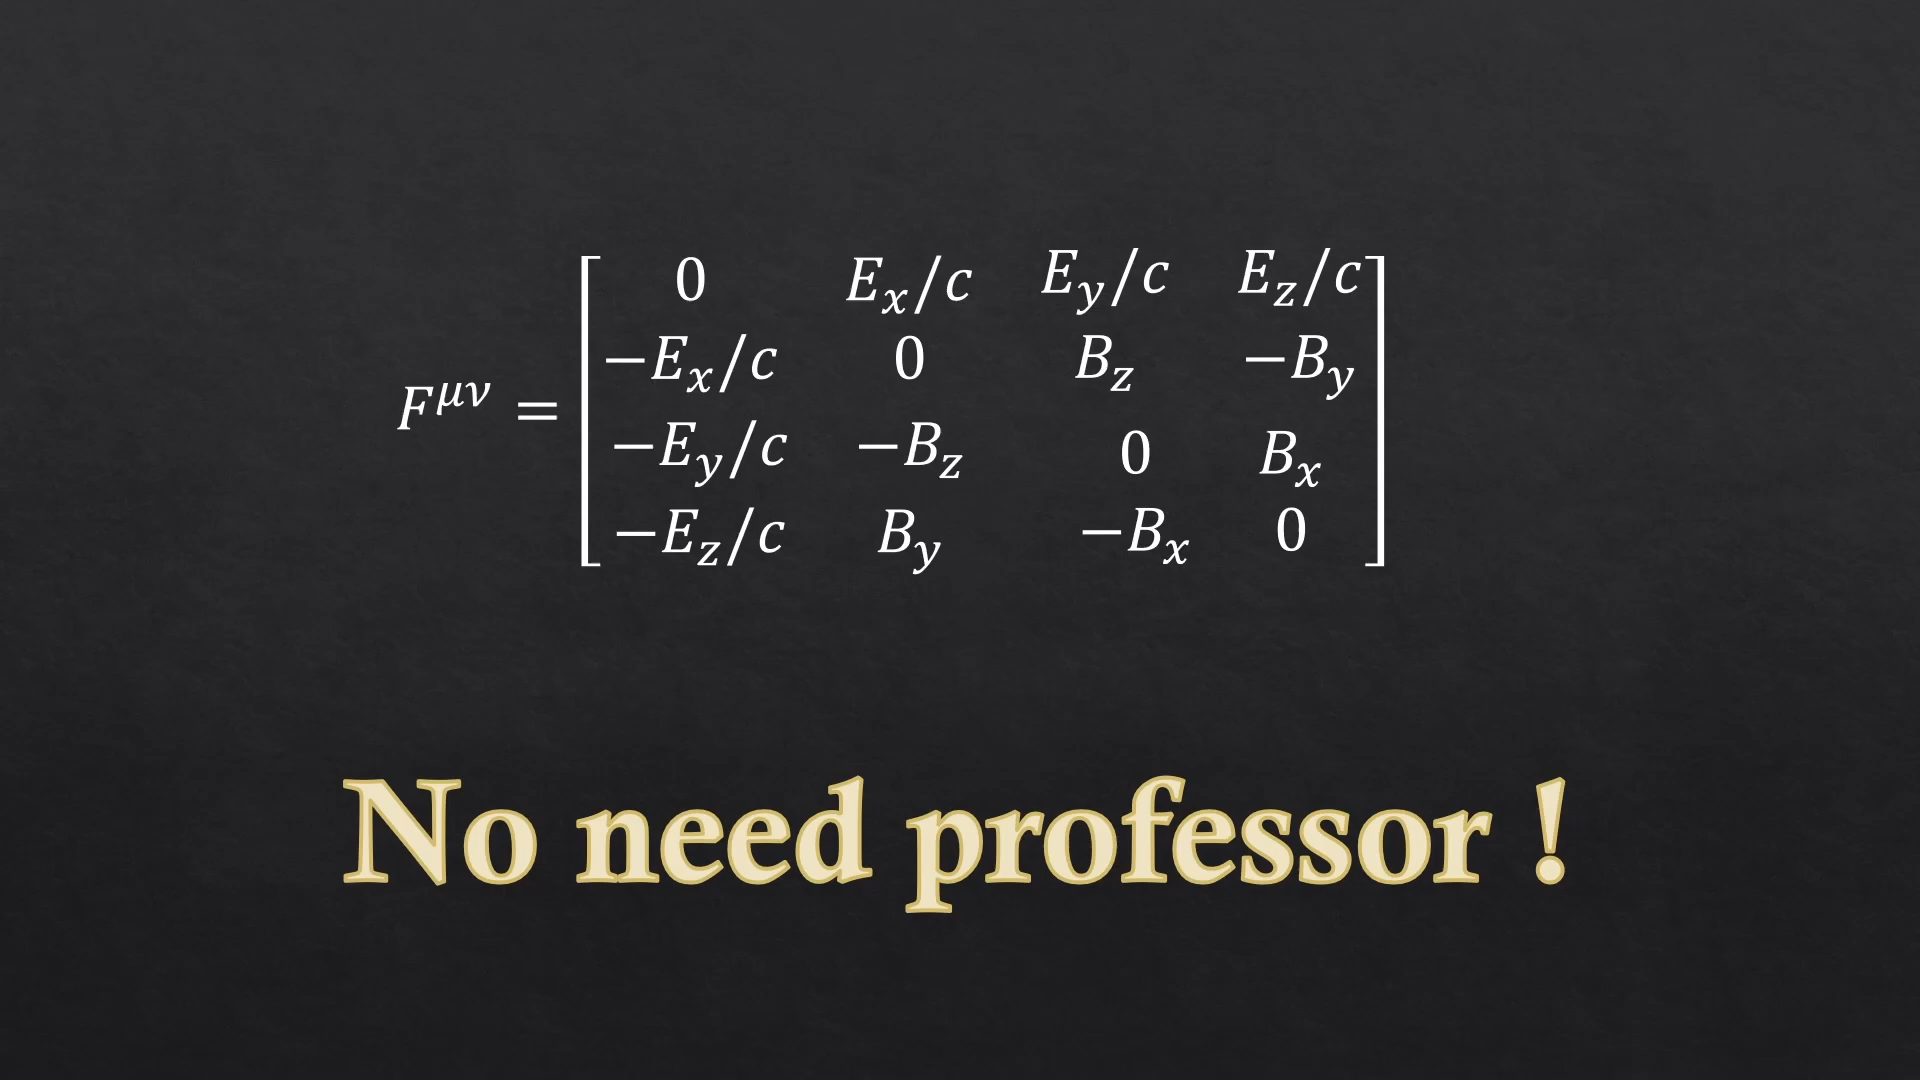 F^{μν} = [
0 E_x/c E_y/c E_z/c
−E_x/c 0 B_z −B_y
−E_y/c −B_z 0 B_x
−E_z/c B_y −B_x 0
]
No need professor !